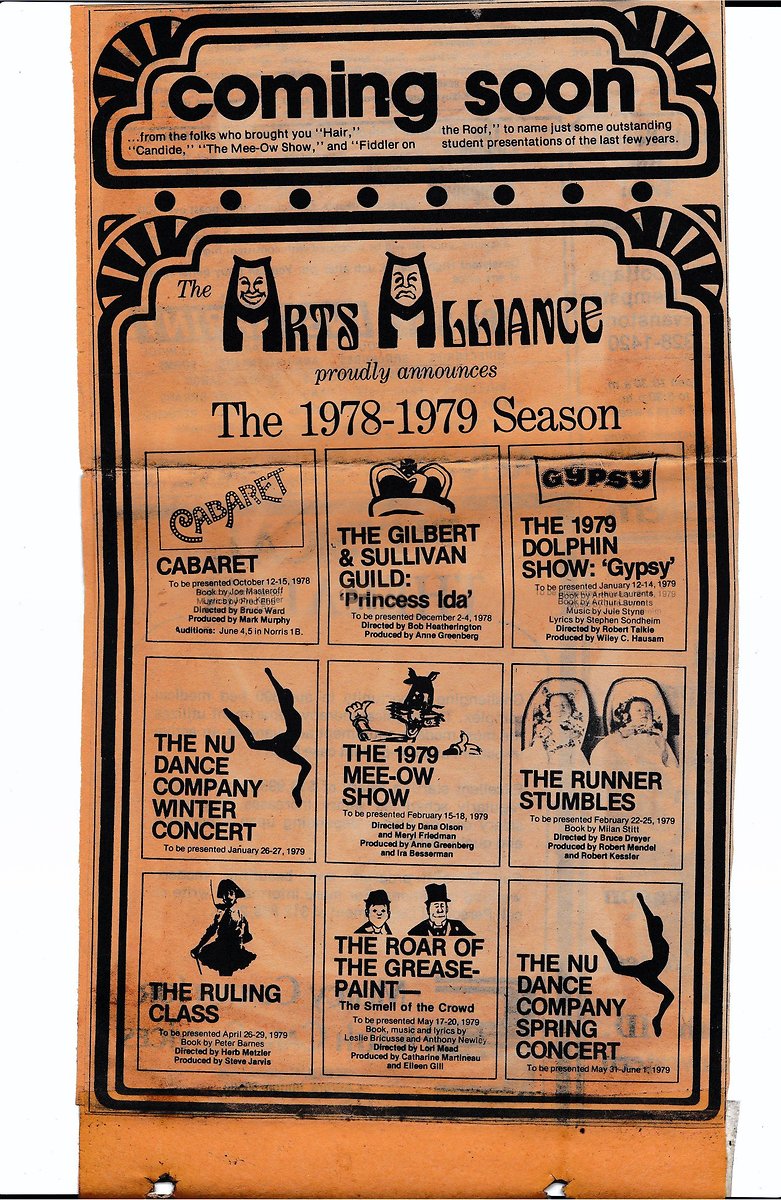 coming soon
...from the folks who brought you "Hair,"
"Candide," "The Mee-Ow Show," and "Fiddler on
the Roof," to name just some outstanding
student presentations of the last few years.
The ARTS ALLIANCE
proudly announces
The 1978-1979 Season
CABARET
CABARET
To be presented October 12-15, 1978
Book by Joe Masteroff
Lyrics by Fred Ebb
Directed by Bruce Ward
Produced by Mark Murphy
Auditions: June 4,5 in Norris 1B.
THE GILBERT
& SULLIVAN
GUILD:
'Princess Ida'
To be presented December 2-4, 1978
Directed by Bob Heatherington
Produced by Anne Greenberg
GYPSY
THE 1979
DOLPHIN
SHOW: 'Gypsy'
To be presented January 12-14, 1979
Book by Arthur Laurents
Book by Arthur Laurents
Music by Jule Styne
Lyrics by Stephen Sondheim
Directed by Robert Talkie
Produced by Wiley C. Hausam
THE NU
DANCE
COMPANY
WINTER
CONCERT
To be presented January 26-27, 1979
THE 1979
MEE-OW
SHOW
To be presented February 15-18, 1979
Directed by Dana Olson
and Meryl Friedman
Produced by Anne Greenberg
and Ira Besserman
THE RUNNER
STUMBLES
To be presented February 22-25, 1979
Book by Milan Stitt
Directed by Bruce Dreyer
Produced by Robert Mendel
and Robert Kessler
THE RULING
CLASS
To be presented April 26-29, 1979
Book by Peter Barnes
Directed by Herb Metzler
Produced by Steve Jarvis
THE ROAR OF
THE GREASE-
PAINT—
The Smell of the Crowd
To be presented May 17-20, 1979
Book, music and lyrics by
Leslie Bricusse and Anthony Newley
Directed by Lori Mead
Produced by Catharine Martineau
and Eileen Gill
THE NU
DANCE
COMPANY
SPRING
CONCERT
To be presented May 31-June 1, 1979